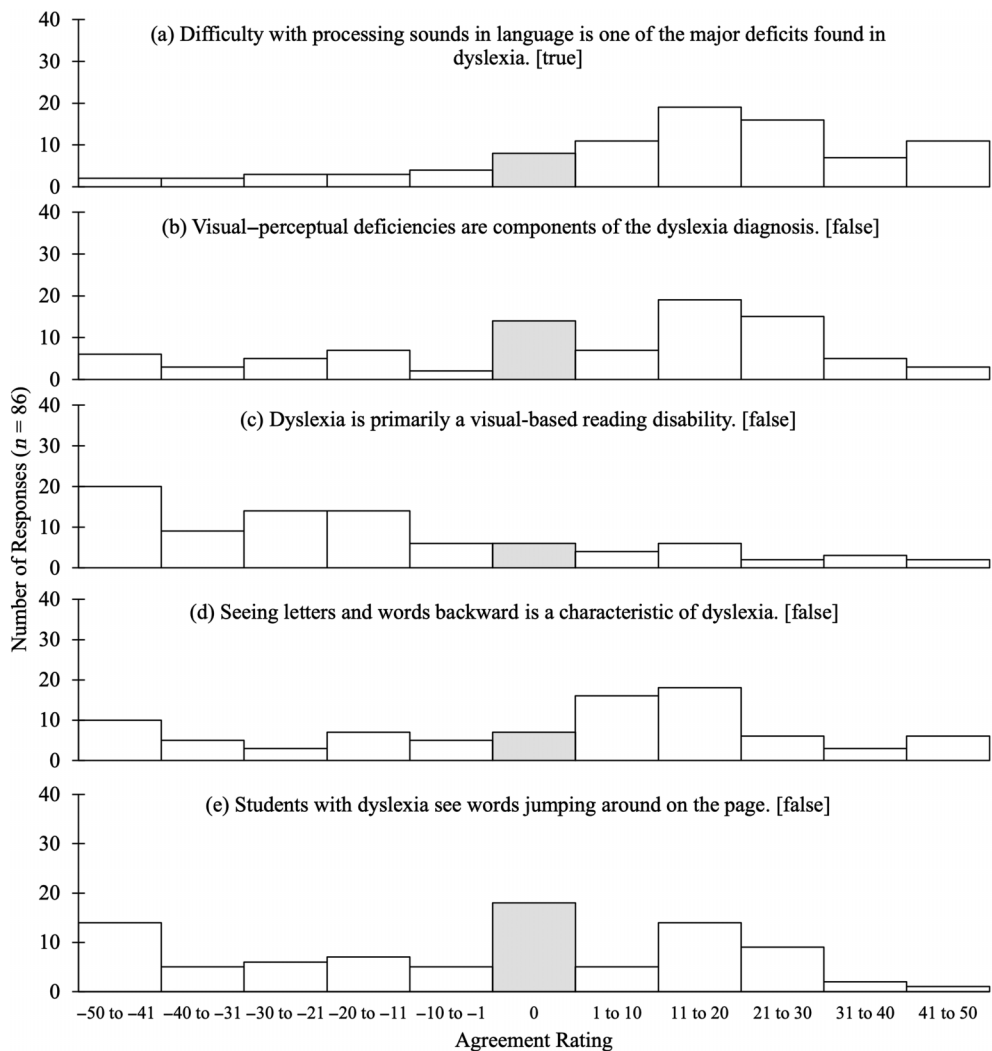 40
(a) Difficulty with processing sounds in language is one of the major deficits found in
dyslexia. [true]
30
20
10
0
40
(b) Visual–perceptual deficiencies are components of the dyslexia diagnosis. [false]
30
20
10
0
40
(c) Dyslexia is primarily a visual-based reading disability. [false]
30
20
10
0
40
(d) Seeing letters and words backward is a characteristic of dyslexia. [false]
30
20
10
0
40
(e) Students with dyslexia see words jumping around on the page. [false]
30
20
10
0
Number of Responses (n = 86)
−50 to −41 −40 to −31 −30 to −21 −20 to −11 −10 to −1 0 1 to 10 11 to 20 21 to 30 31 to 40 41 to 50
Agreement Rating